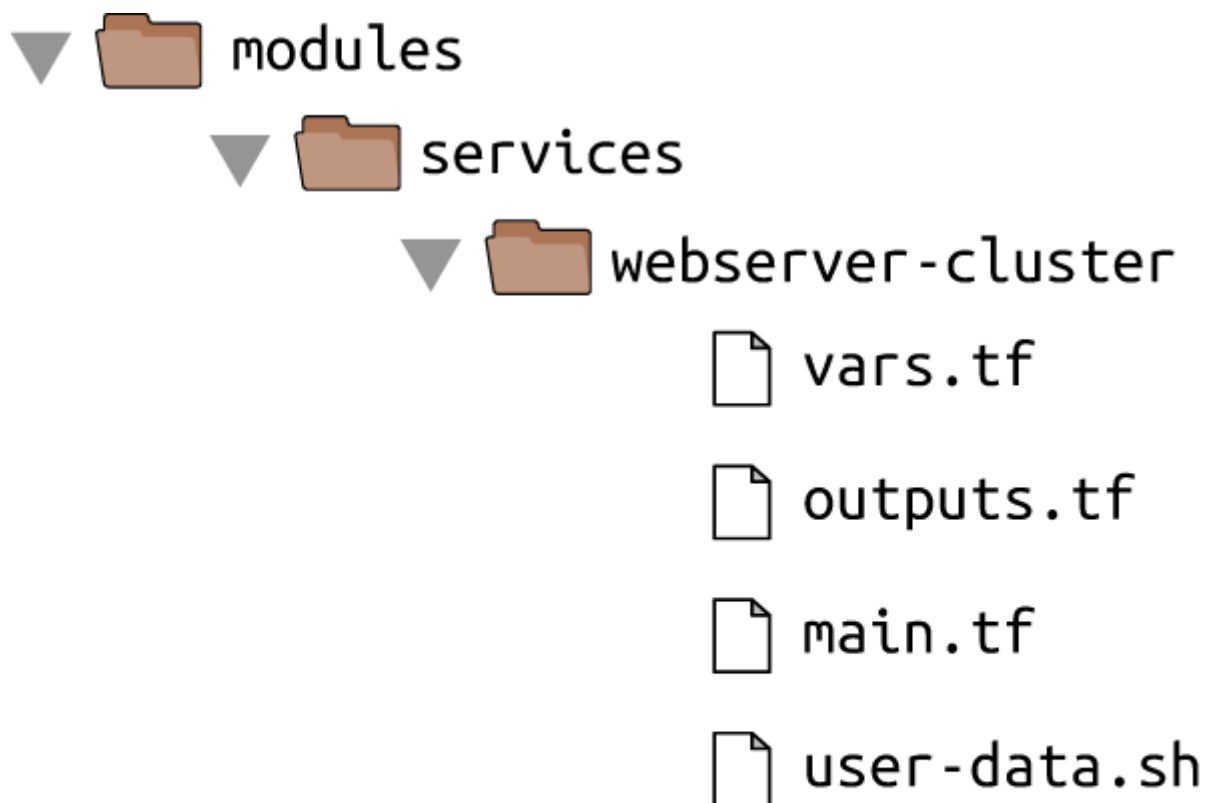 modules
services
webserver-cluster
vars.tf
outputs.tf
main.tf
user-data.sh